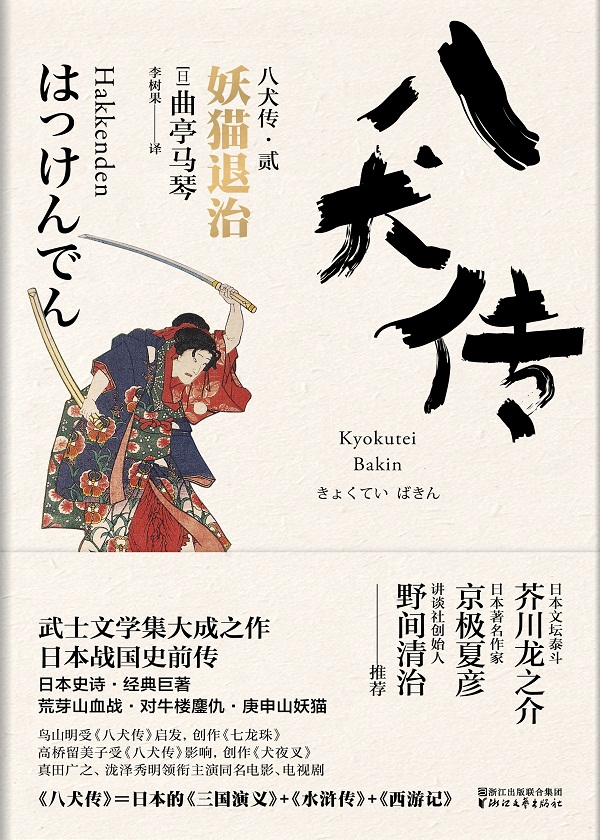 八犬传
八犬传·贰
妖猫退治
[日]曲亭马琴
李树果——译
Hakkenden
はっけんでん
Kyokutei
Bakin
きょくてい ばきん
日本文坛泰斗
芥川龙之介
日本著名作家
京极夏彦
讲谈社创始人
野间清治
——推荐
武士文学集大成之作
日本战国史前传
日本史诗·经典巨著
荒芽山血战·对牛楼鏖仇·庚申山妖猫
鸟山明受《八犬传》启发，创作《七龙珠》
高桥留美子受《八犬传》影响，创作《犬夜叉》
真田广之、泷泽秀明领衔主演同名电影、电视剧
《八犬传》＝日本的《三国演义》+《水浒传》+《西游记》
浙江出版联合集团
浙江文艺出版社